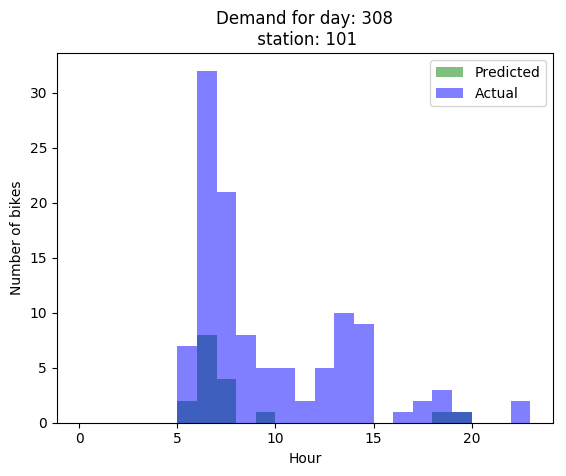 Demand for day: 308
station: 101
Predicted
Actual
Number of bikes
30
25
20
15
10
5
0
0
5
10
15
20
Hour